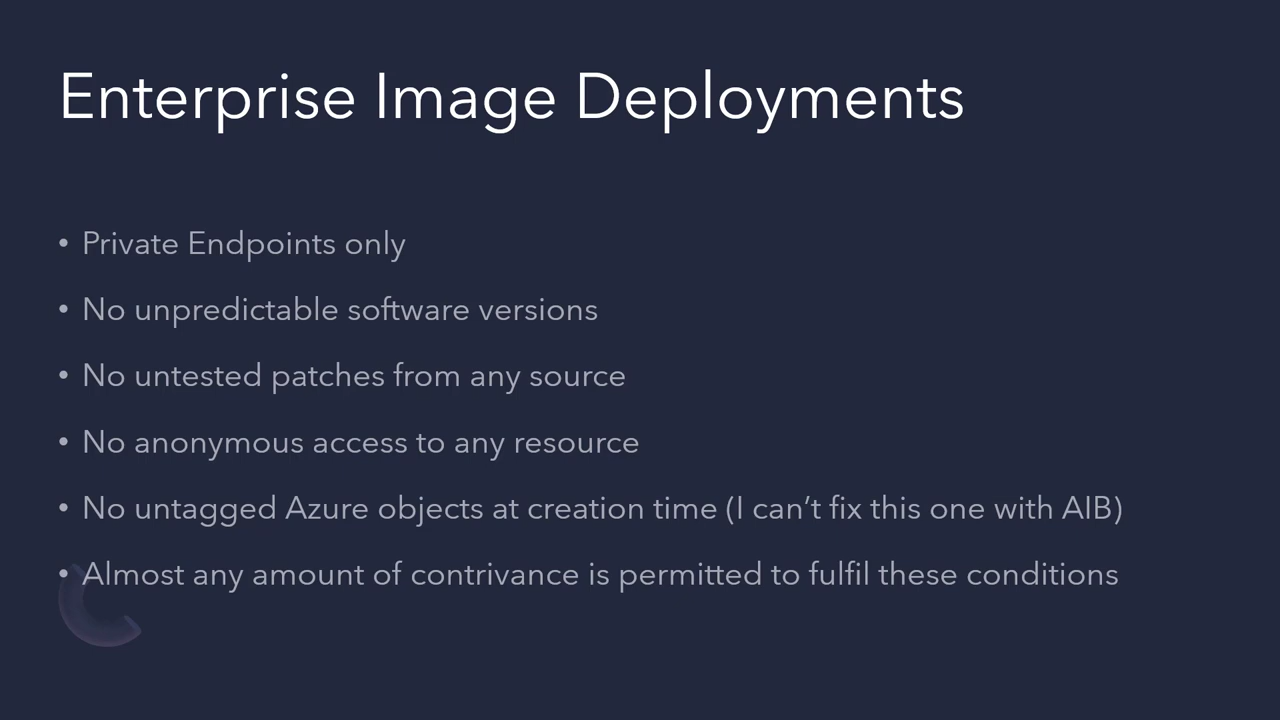 Enterprise Image Deployments
• Private Endpoints only
• No unpredictable software versions
• No untested patches from any source
• No anonymous access to any resource
• No untagged Azure objects at creation time (I can’t fix this one with AIB)
• Almost any amount of contrivance is permitted to fulfil these conditions